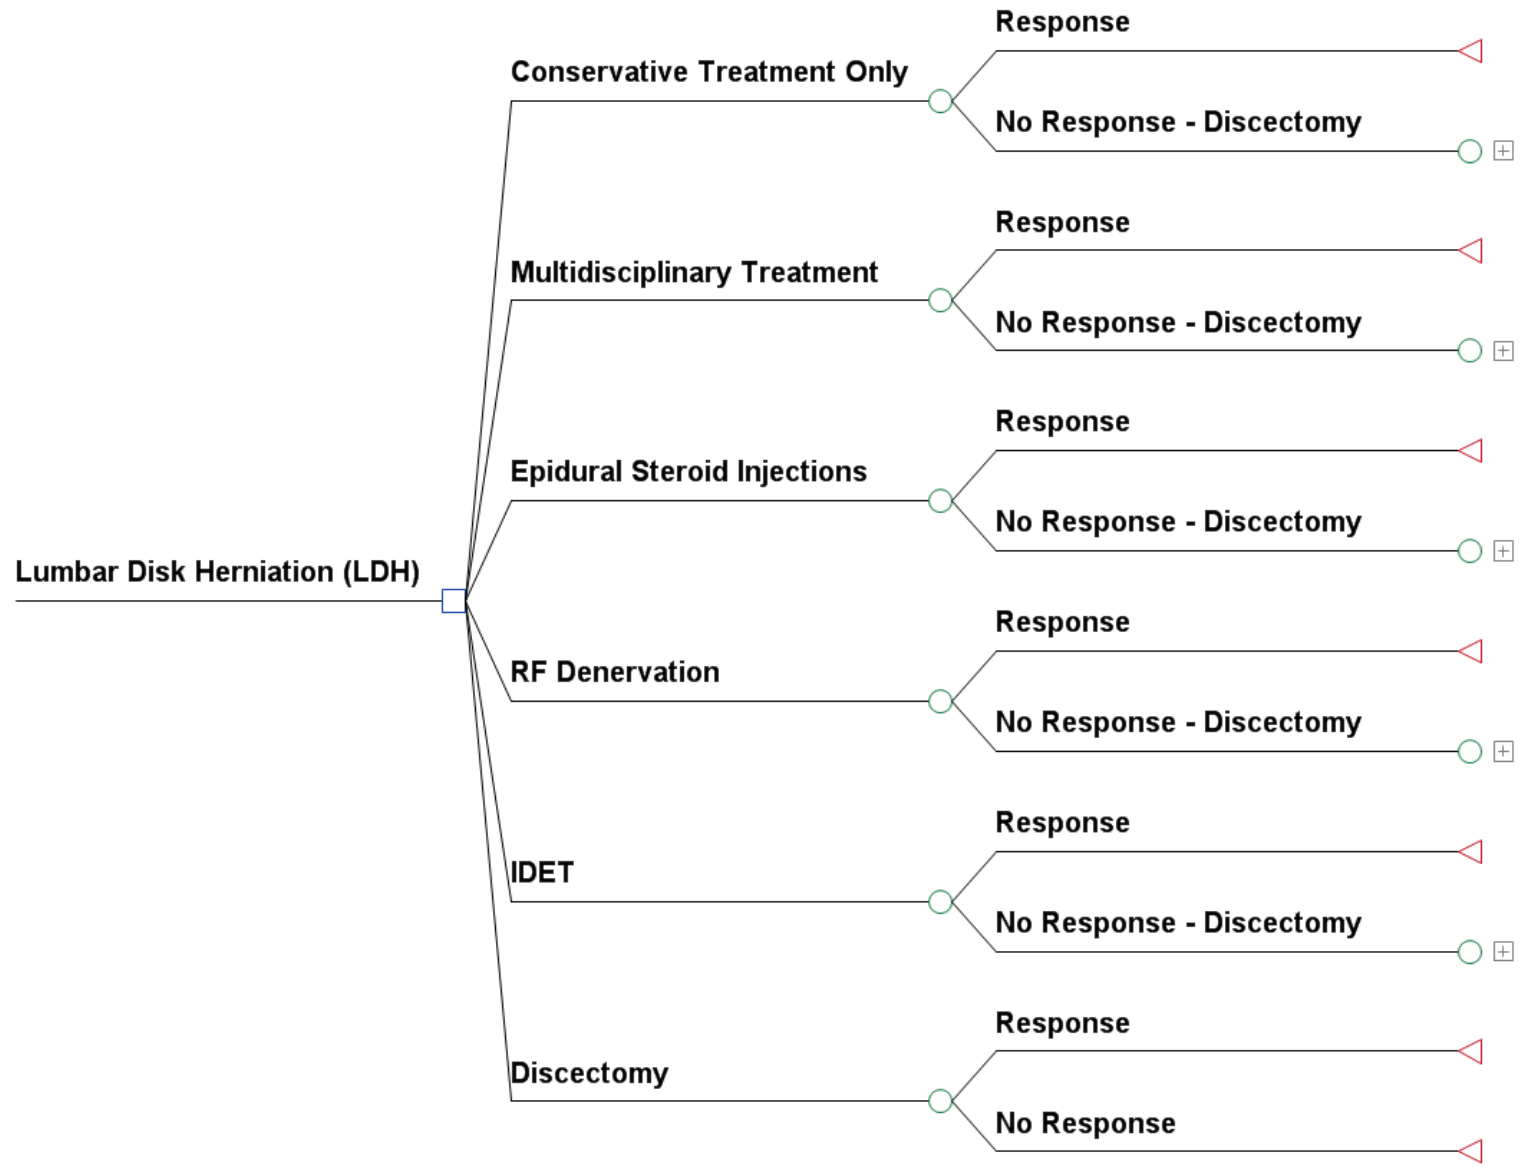 Response
Conservative Treatment Only
No Response - Discectomy
Response
Multidisciplinary Treatment
No Response - Discectomy
Response
Epidural Steroid Injections
No Response - Discectomy
Lumbar Disk Herniation (LDH)
Response
RF Denervation
No Response - Discectomy
Response
IDET
No Response - Discectomy
Response
Discectomy
No Response